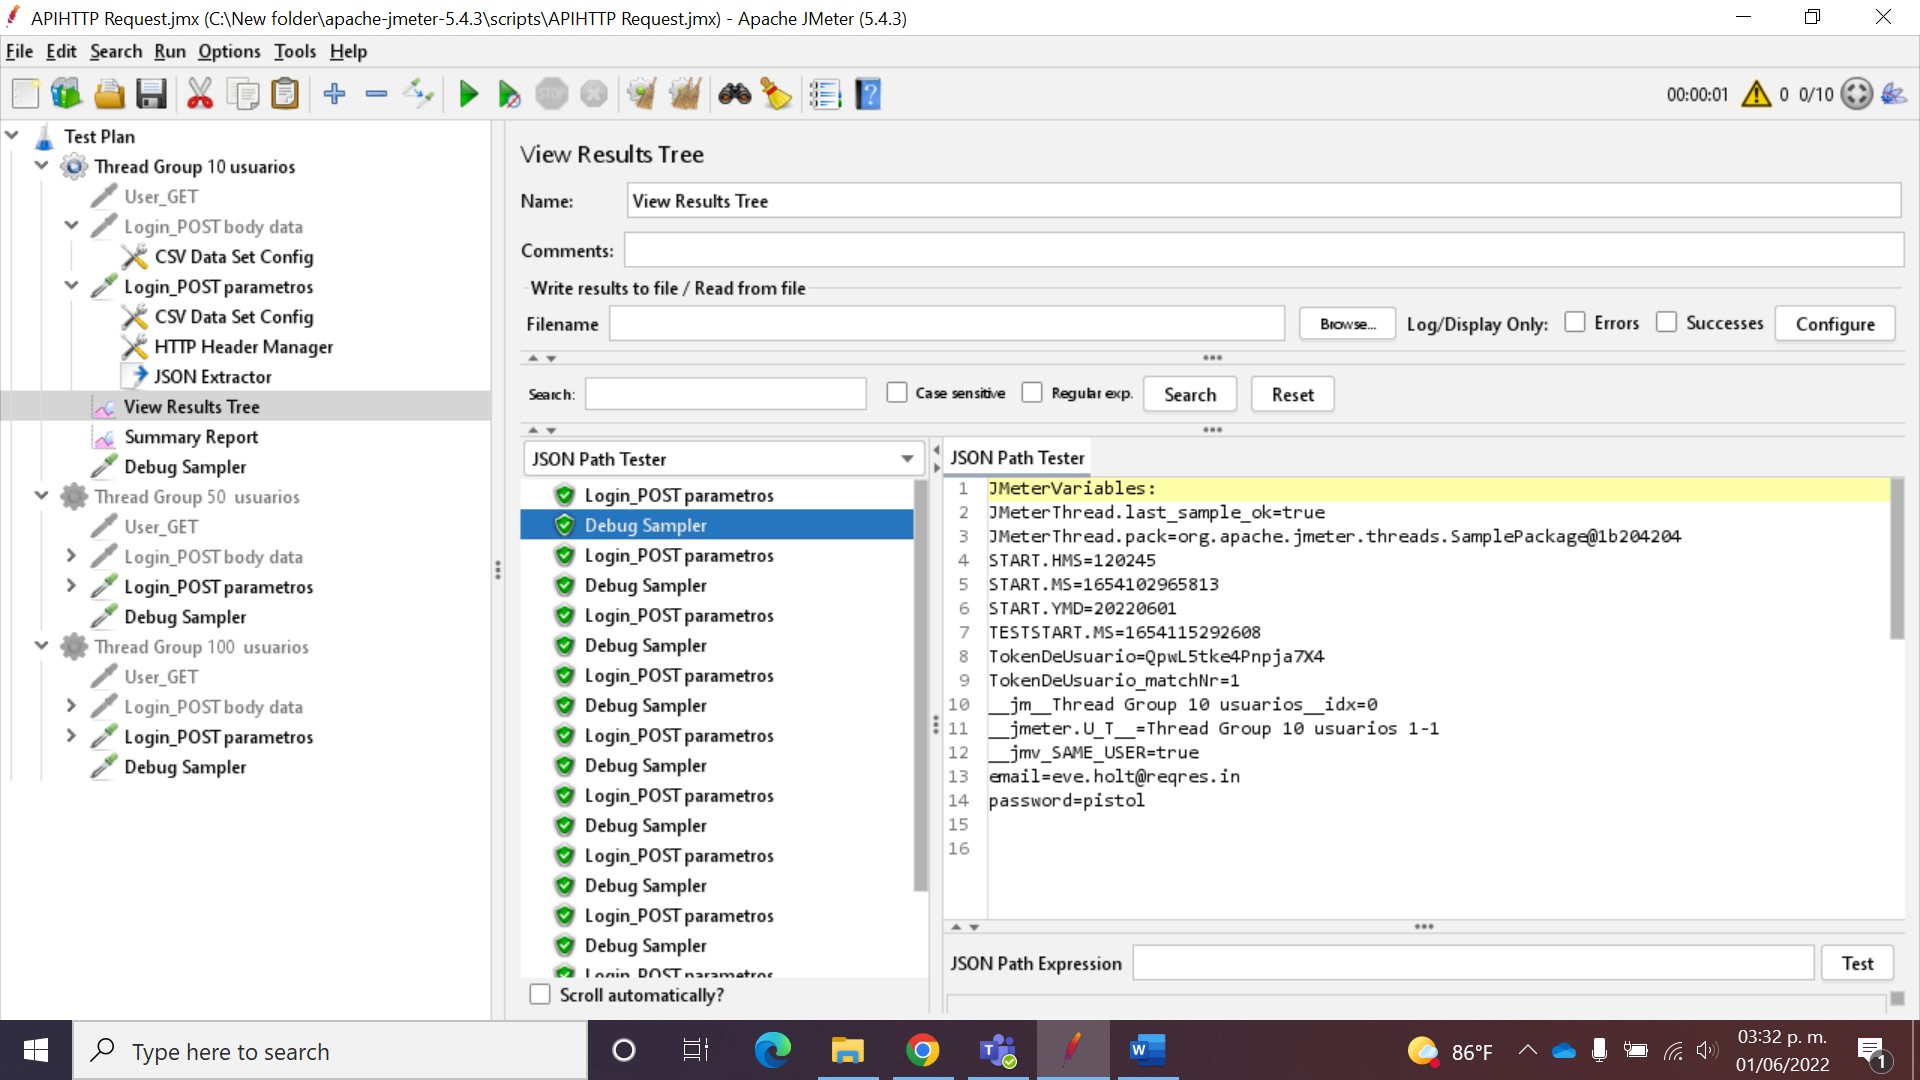 APIHTTP Request.jmx (C:\New folder\apache-jmeter-5.4.3\scripts\APIHTTP Request.jmx) - Apache JMeter (5.4.3)
File Edit Search Run Options Tools Help
STOP
00:00:01 0 0/10
Test Plan
Thread Group 10 usuarios
User_GET
Login_POST body data
CSV Data Set Config
Login_POST parametros
CSV Data Set Config
HTTP Header Manager
JSON Extractor
View Results Tree
Summary Report
Debug Sampler
Thread Group 50 usuarios
User_GET
Login_POST body data
Login_POST parametros
Debug Sampler
Thread Group 100 usuarios
User_GET
Login_POST body data
Login_POST parametros
Debug Sampler
View Results Tree
Name: View Results Tree
Comments:
Write results to file / Read from file
Filename Browse... Log/Display Only: Errors Successes Configure
Search: Case sensitive Regular exp. Search Reset
JSON Path Tester
Login_POST parametros
Debug Sampler
Login_POST parametros
Debug Sampler
Login_POST parametros
Debug Sampler
Login_POST parametros
Debug Sampler
Login_POST parametros
Debug Sampler
Login_POST parametros
Debug Sampler
Login_POST parametros
Debug Sampler
Login_POST parametros
Debug Sampler
Login_POST parametros
Scroll automatically?
JSON Path Tester
1 JMeterVariables:
2 JMeterThread.last_sample_ok=true
3 JMeterThread.pack=org.apache.jmeter.threads.SamplePackage@1b204204
4 START.HMS=120245
5 START.MS=1654102965813
6 START.YMD=20220601
7 TESTSTART.MS=1654115292608
8 TokenDeUsuario=QpwL5tke4Pnpja7X4
9 TokenDeUsuario_matchNr=1
10 __jm__Thread Group 10 usuarios__idx=0
11 __jmeter.U_T__=Thread Group 10 usuarios 1-1
12 __jmv_SAME_USER=true
13 email=eve.holt@reqres.in
14 password=pistol
15
16
JSON Path Expression Test
Type here to search
86°F
03:32 p. m.
01/06/2022
1